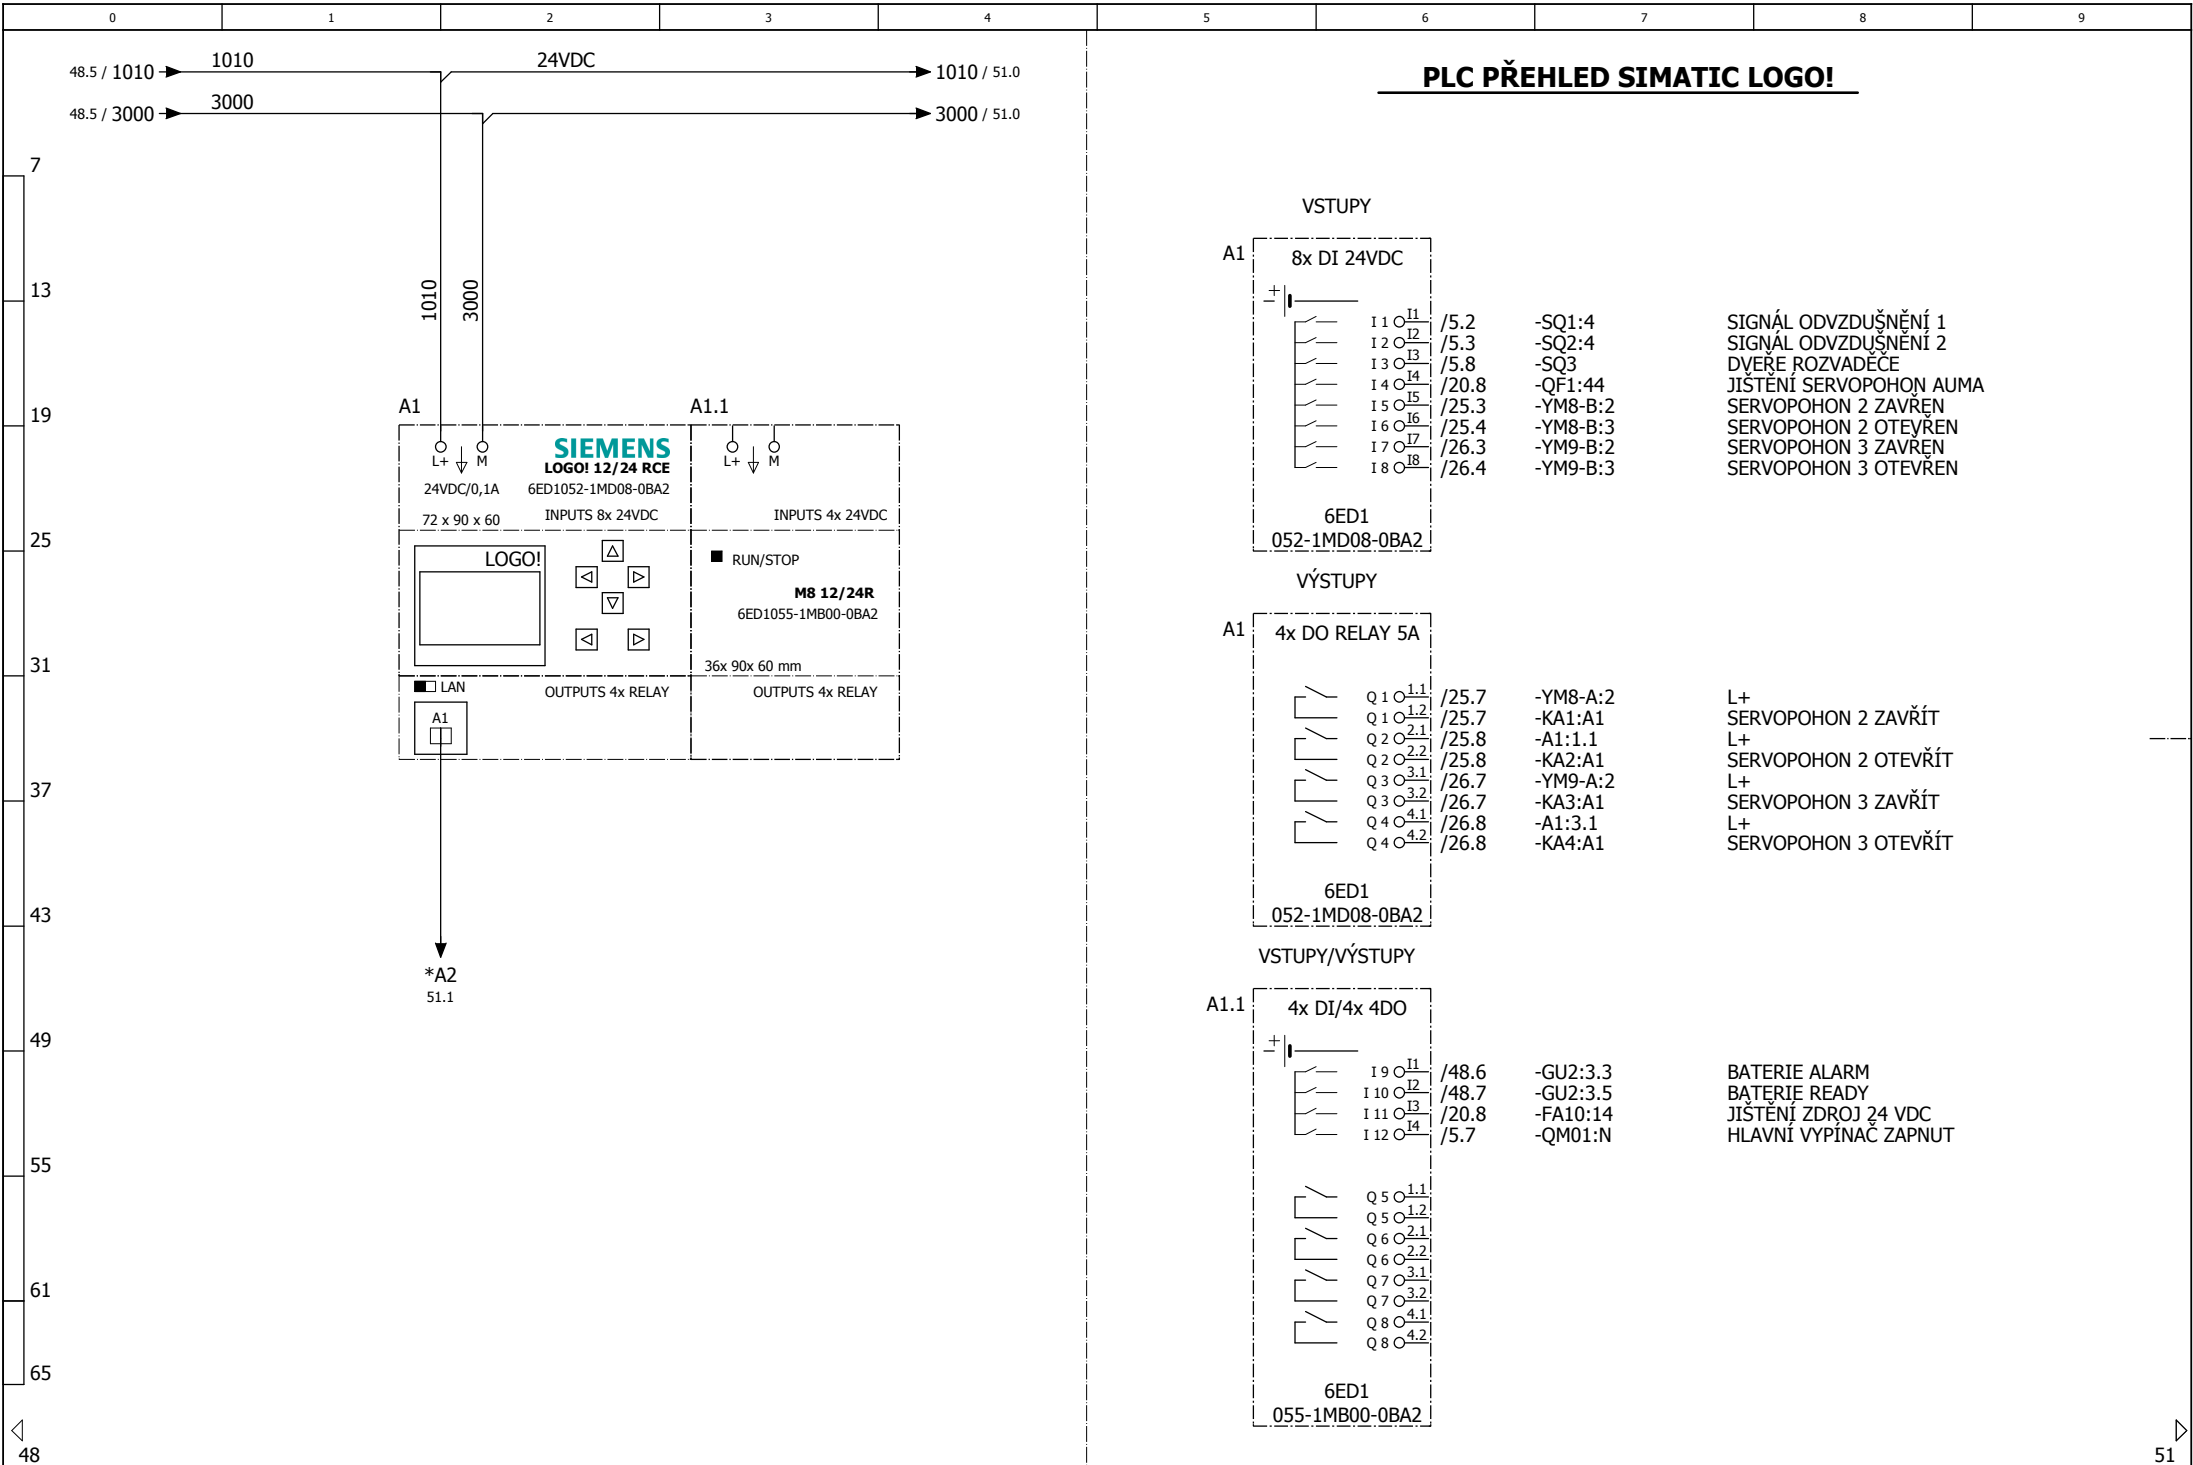 0 1 2 3 4 5 6 7 8 9
48.5 / 1010 1010 24VDC 1010 / 51.0
48.5 / 3000 3000 3000 / 51.0
7
13
19
25
31
37
43
49
55
61
65
1010
3000
A1
A1.1
L+ M
SIEMENS
LOGO! 12/24 RCE
24VDC/0,1A 6ED1052-1MD08-0BA2
72 x 90 x 60 INPUTS 8x 24VDC
L+ M
INPUTS 4x 24VDC
LOGO!
RUN/STOP
M8 12/24R
6ED1055-1MB00-0BA2
36x 90x 60 mm
LAN
OUTPUTS 4x RELAY
OUTPUTS 4x RELAY
A1
*A2
51.1
PLC PŘEHLED SIMATIC LOGO!
VSTUPY
A1 8x DI 24VDC
+
−
I 1 I1 /5.2 -SQ1:4 SIGNÁL ODVZDUŠNĚNÍ 1
I 2 I2 /5.3 -SQ2:4 SIGNÁL ODVZDUŠNĚNÍ 2
I 3 I3 /5.8 -SQ3 DVEŘE ROZVADĚČE
I 4 I4 /20.8 -QF1:44 JIŠTĚNÍ SERVOPOHON AUMA
I 5 I5 /25.3 -YM8-B:2 SERVOPOHON 2 ZAVŘEN
I 6 I6 /25.4 -YM8-B:3 SERVOPOHON 2 OTEVŘEN
I 7 I7 /26.3 -YM9-B:2 SERVOPOHON 3 ZAVŘEN
I 8 I8 /26.4 -YM9-B:3 SERVOPOHON 3 OTEVŘEN
6ED1
052-1MD08-0BA2
VÝSTUPY
A1 4x DO RELAY 5A
Q 1 1.1 /25.7 -YM8-A:2 L+
Q 1 1.2 /25.7 -KA1:A1 SERVOPOHON 2 ZAVŘÍT
Q 2 2.1 /25.8 -A1:1.1 L+
Q 2 2.2 /25.8 -KA2:A1 SERVOPOHON 2 OTEVŘÍT
Q 3 3.1 /26.7 -YM9-A:2 L+
Q 3 3.2 /26.7 -KA3:A1 SERVOPOHON 3 ZAVŘÍT
Q 4 4.1 /26.8 -A1:3.1 L+
Q 4 4.2 /26.8 -KA4:A1 SERVOPOHON 3 OTEVŘÍT
6ED1
052-1MD08-0BA2
VSTUPY/VÝSTUPY
A1.1 4x DI/4x 4DO
+
−
I 9 I1 /48.6 -GU2:3.3 BATERIE ALARM
I 10 I2 /48.7 -GU2:3.5 BATERIE READY
I 11 I3 /20.8 -FA10:14 JIŠTĚNÍ ZDROJ 24 VDC
I 12 I4 /5.7 -QM01:N HLAVNÍ VYPÍNAČ ZAPNUT
Q 5 1.1
Q 5 1.2
Q 6 2.1
Q 6 2.2
Q 7 3.1
Q 7 3.2
Q 8 4.1
Q 8 4.2
6ED1
055-1MB00-0BA2
48
51